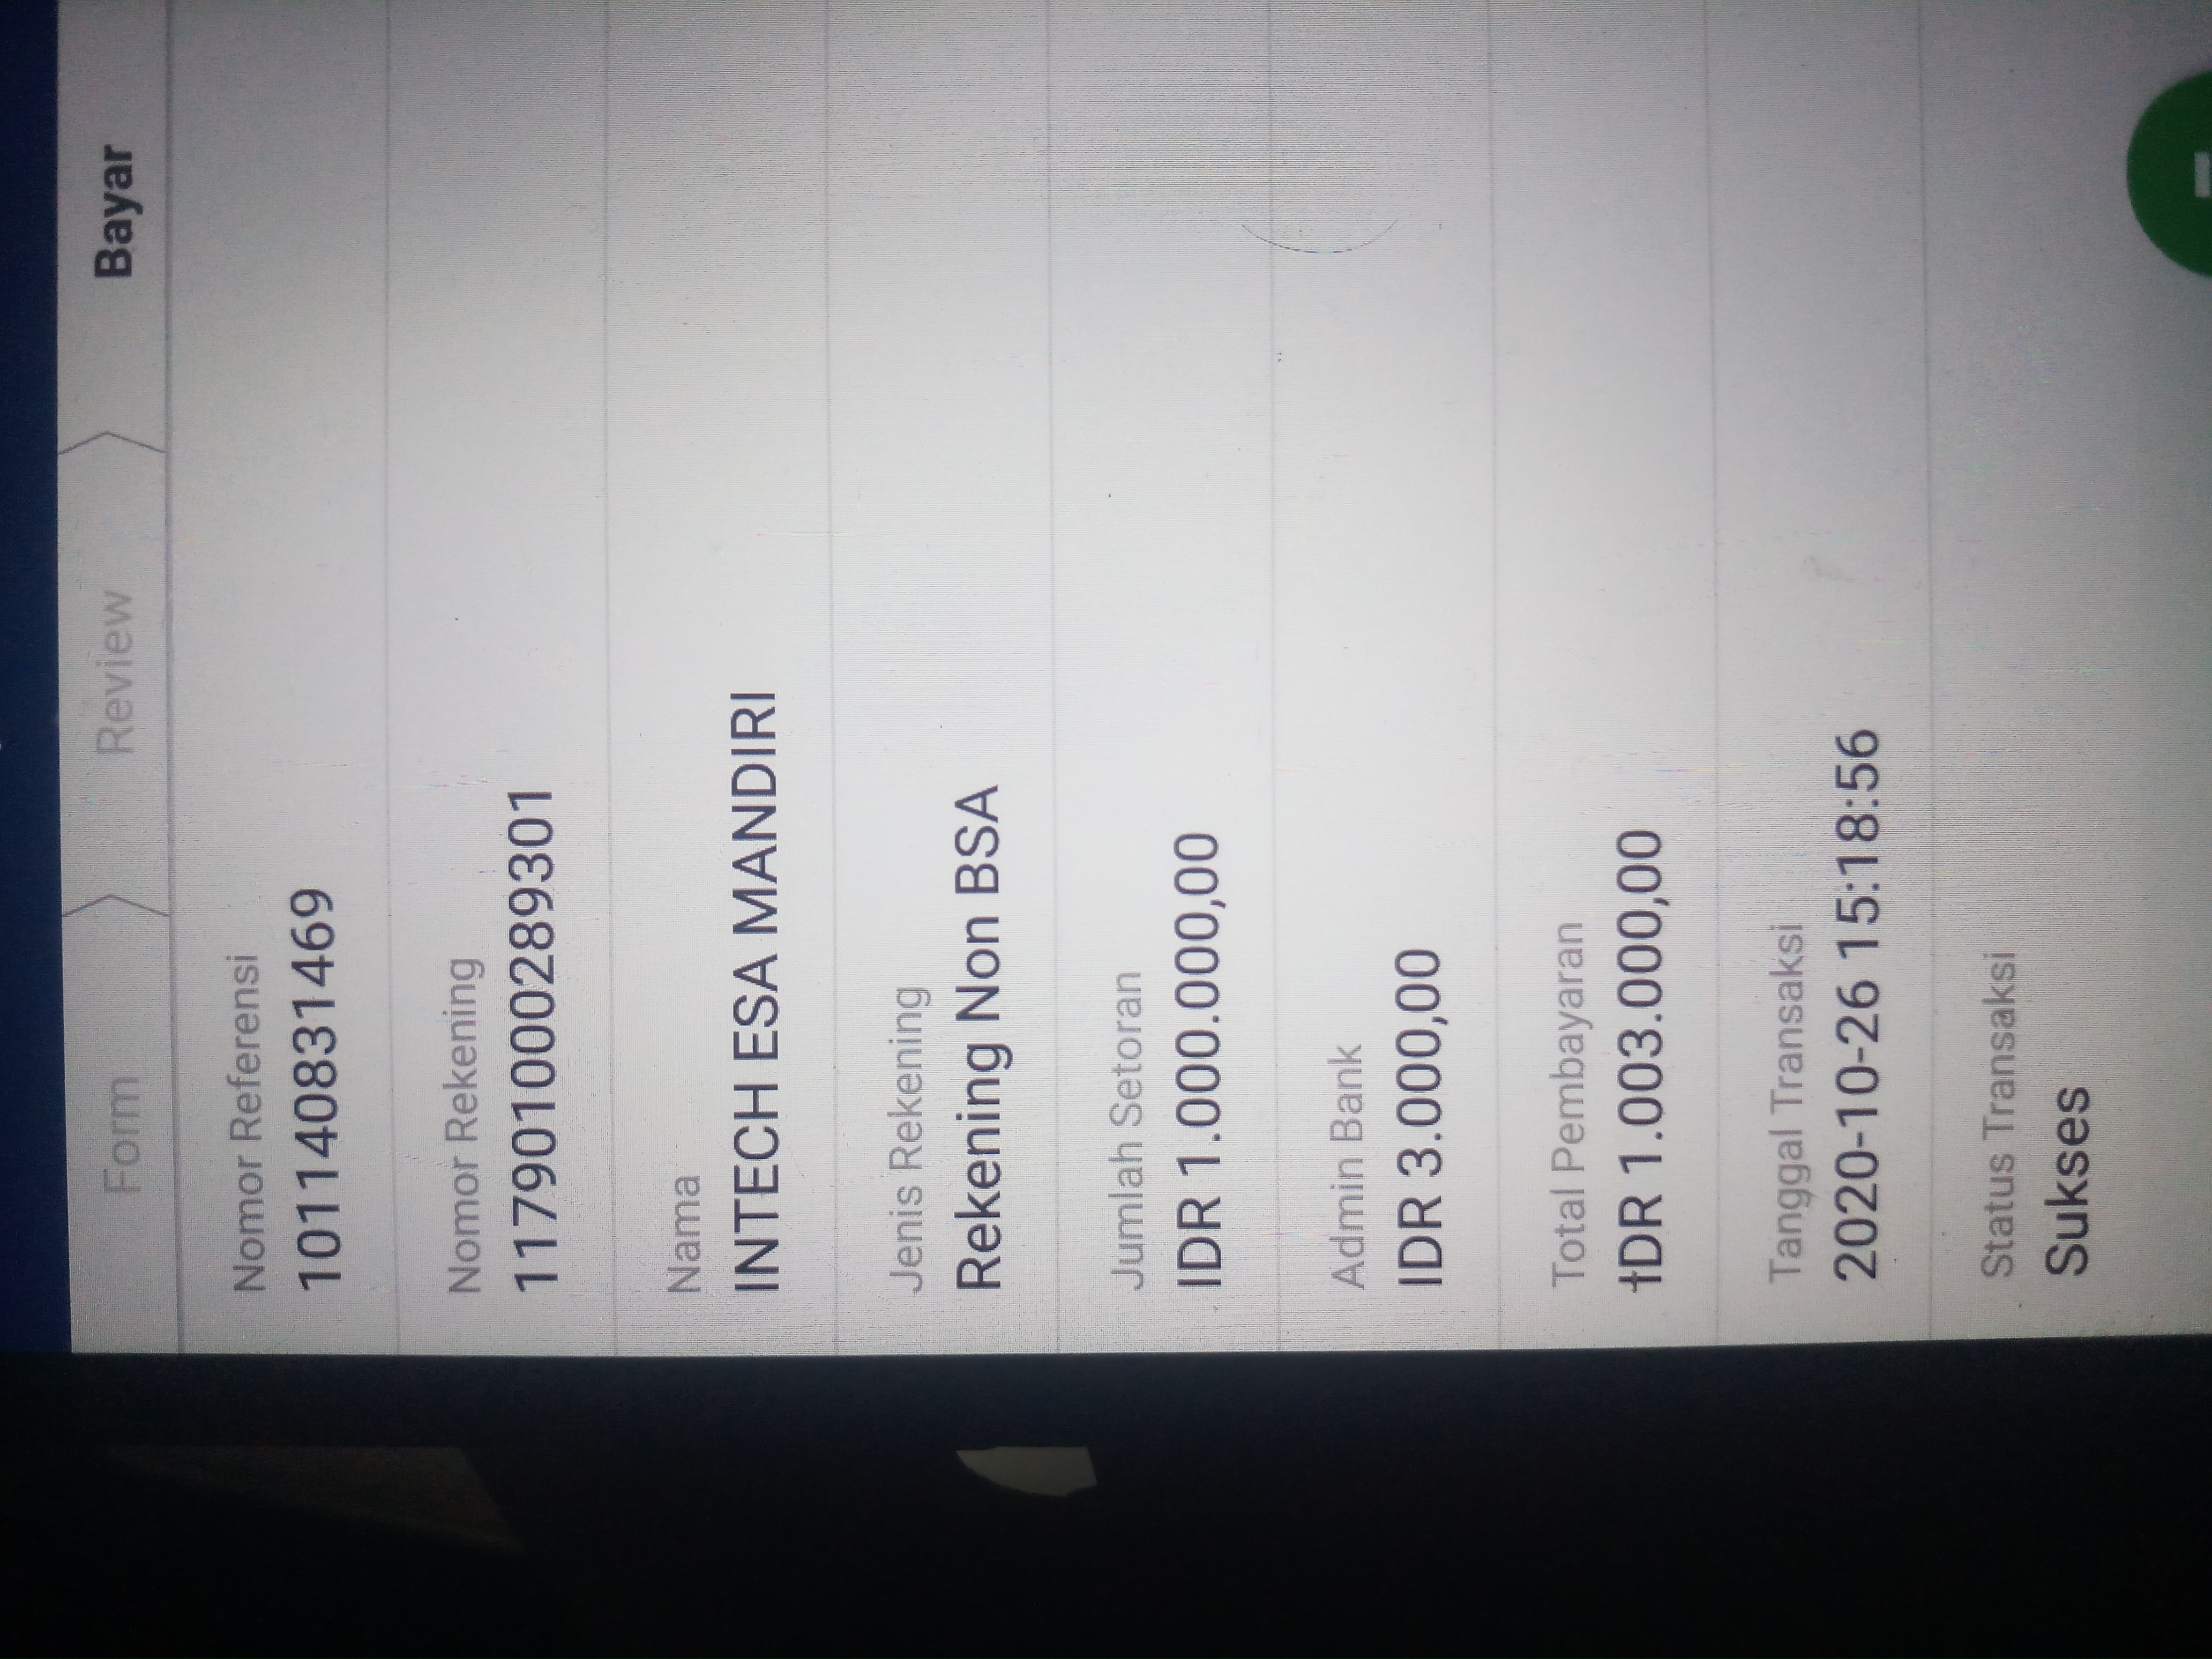 Form
Review
Bayar
Nomor Referensi
101140831469
Nomor Rekening
117901000289301
Nama
INTECH ESA MANDIRI
Jenis Rekening
Rekening Non BSA
Jumlah Setoran
IDR 1.000.000,00
Admin Bank
IDR 3.000,00
Total Pembayaran
IDR 1.003.000,00
Tanggal Transaksi
2020-10-26 15:18:56
Status Transaksi
Sukses